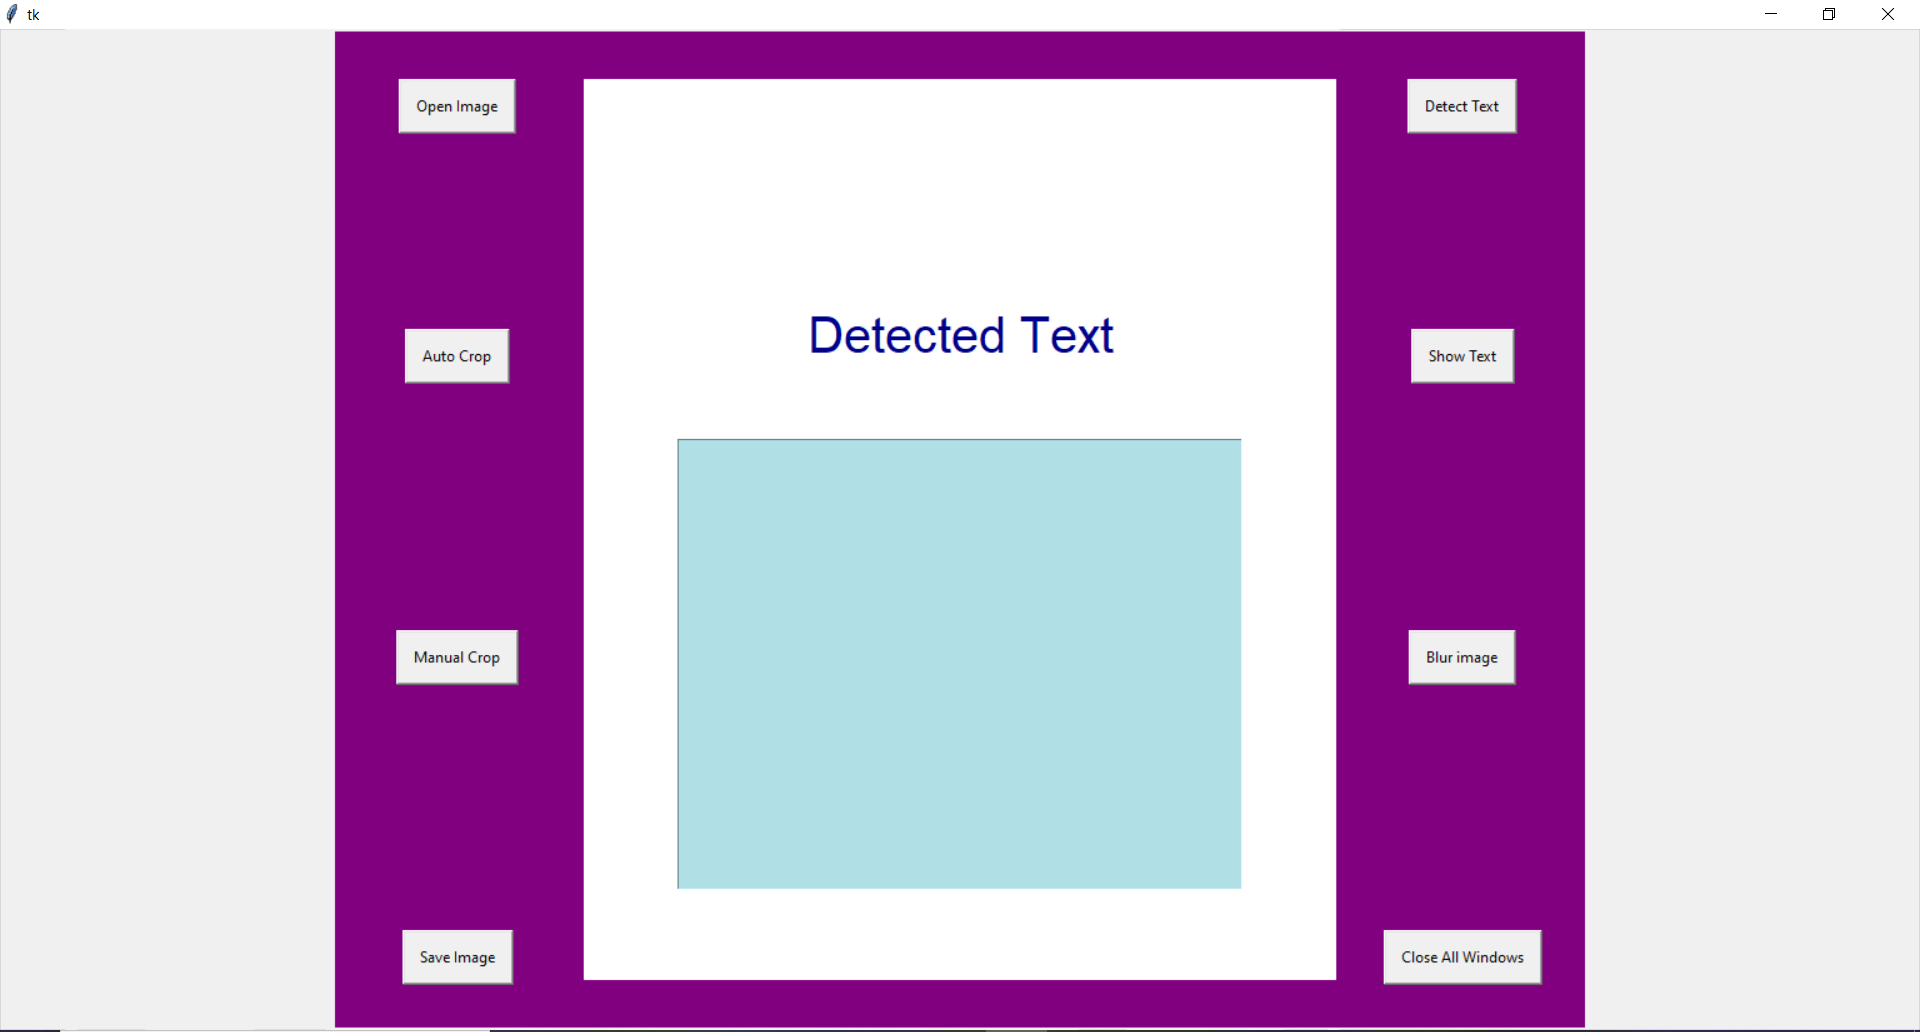 tk
Open Image
Detect Text
Detected Text
Auto Crop
Show Text
Manual Crop
Blur image
Save Image
Close All Windows